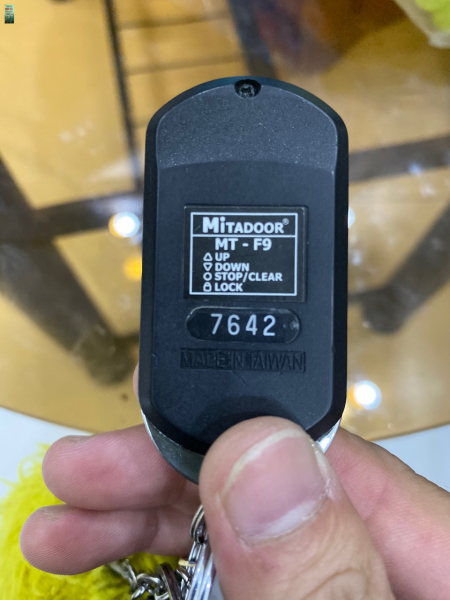 MITADOOR®
MT - F9
△ UP
▽ DOWN
○ STOP/CLEAR
🔒 LOCK
7642
MADE IN TAIWAN